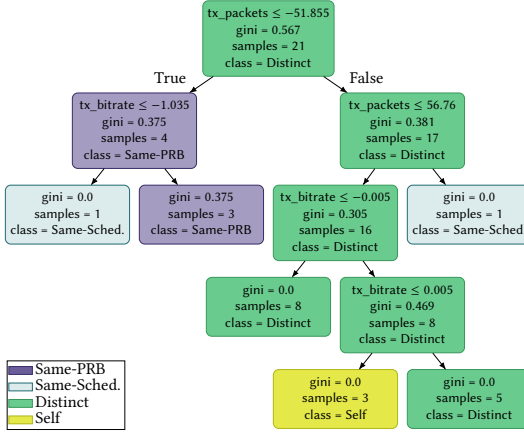 tx_packets ≤ −51.855
gini = 0.567
samples = 21
class = Distinct
True
False
tx_bitrate ≤ −1.035
gini = 0.375
samples = 4
class = Same-PRB
tx_packets ≤ 56.76
gini = 0.381
samples = 17
class = Distinct
gini = 0.0
samples = 1
class = Same-Sched.
gini = 0.375
samples = 3
class = Same-PRB
tx_bitrate ≤ −0.005
gini = 0.305
samples = 16
class = Distinct
gini = 0.0
samples = 1
class = Same-Sched.
gini = 0.0
samples = 8
class = Distinct
tx_bitrate ≤ 0.005
gini = 0.469
samples = 8
class = Distinct
gini = 0.0
samples = 3
class = Self
gini = 0.0
samples = 5
class = Distinct
Same-PRB
Same-Sched.
Distinct
Self